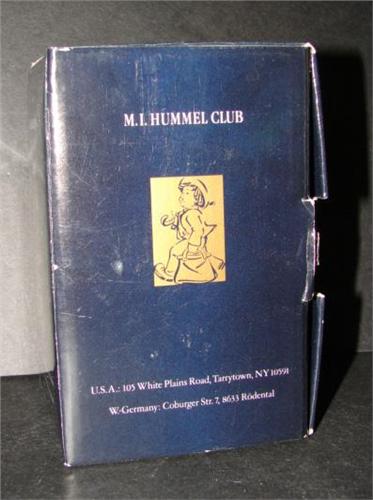 M.I. HUMMEL CLUB
U.S.A.: 105 White Plains Road, Tarrytown, NY 10591
W-Germany: Coburger Str. 7, 8633 Rödental